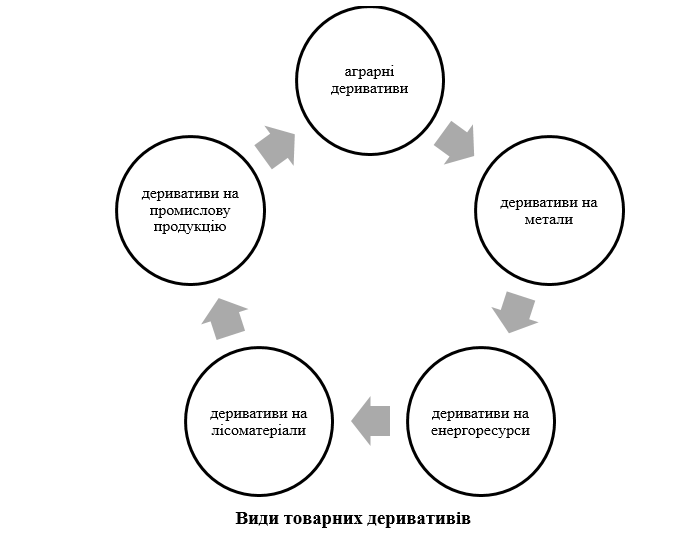 аграрні
деривативи
деривативи на
метали
деривативи на
енергоресурси
деривативи на
лісоматеріали
деривативи на
промислову
продукцію
Види товарних деривативів